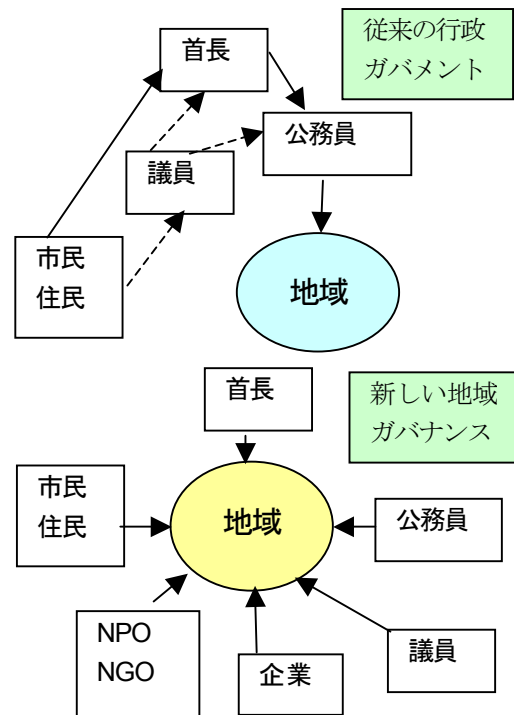 首長
従来の行政
ガバメント
公務員
議員
市民
住民
地域
首長
新しい地域
ガバナンス
市民
住民
地域
公務員
NPO
NGO
企業
議員